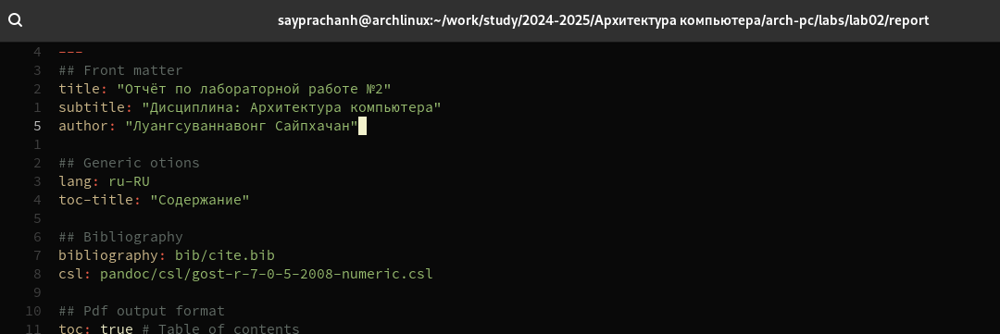 sayprachanh@archlinux:~/work/study/2024-2025/Архитектура компьютера/arch-pc/labs/lab02/report
4 ---
3 ## Front matter
2 title: "Отчёт по лабораторной работе №2"
1 subtitle: "Дисциплина: Архитектура компьютера"
5 author: "Луангсуваннавонг Сайпхачан"
1
2 ## Generic otions
3 lang: ru-RU
4 toc-title: "Содержание"
5
6 ## Bibliography
7 bibliography: bib/cite.bib
8 csl: pandoc/csl/gost-r-7-0-5-2008-numeric.csl
9
10 ## Pdf output format
11 toc: true # Table of contents